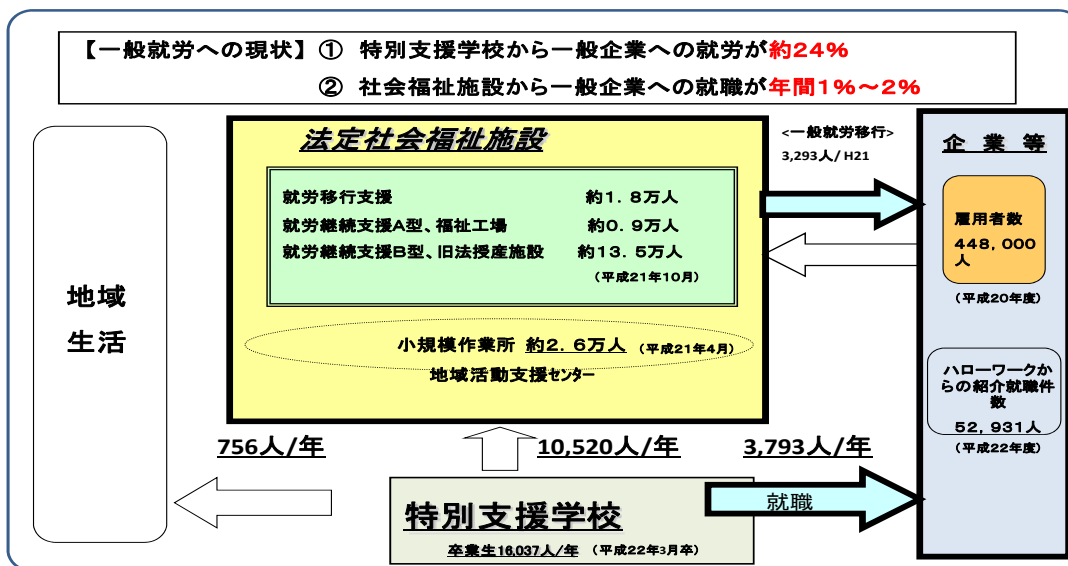 【一般就労への現状】 ① 特別支援学校から一般企業への就労が約24%
② 社会福祉施設から一般企業への就職が年間1%～2%
地域
生活
法定社会福祉施設
就労移行支援 約1.8万人
就労継続支援A型、福祉工場 約0.9万人
就労継続支援B型、旧法授産施設 約13.5万人
(平成21年10月)
小規模作業所 約2.6万人 (平成21年4月)
地域活動支援センター
<一般就労移行>
3,293人/ H21
企業等
雇用者数
448,000
人
(平成20年度)
ハローワークか
らの紹介就職件
数
52,931人
(平成22年度)
756人/年
10,520人/年
3,793人/年
就職
特別支援学校
卒業生16,037人/年 (平成22年3月卒)